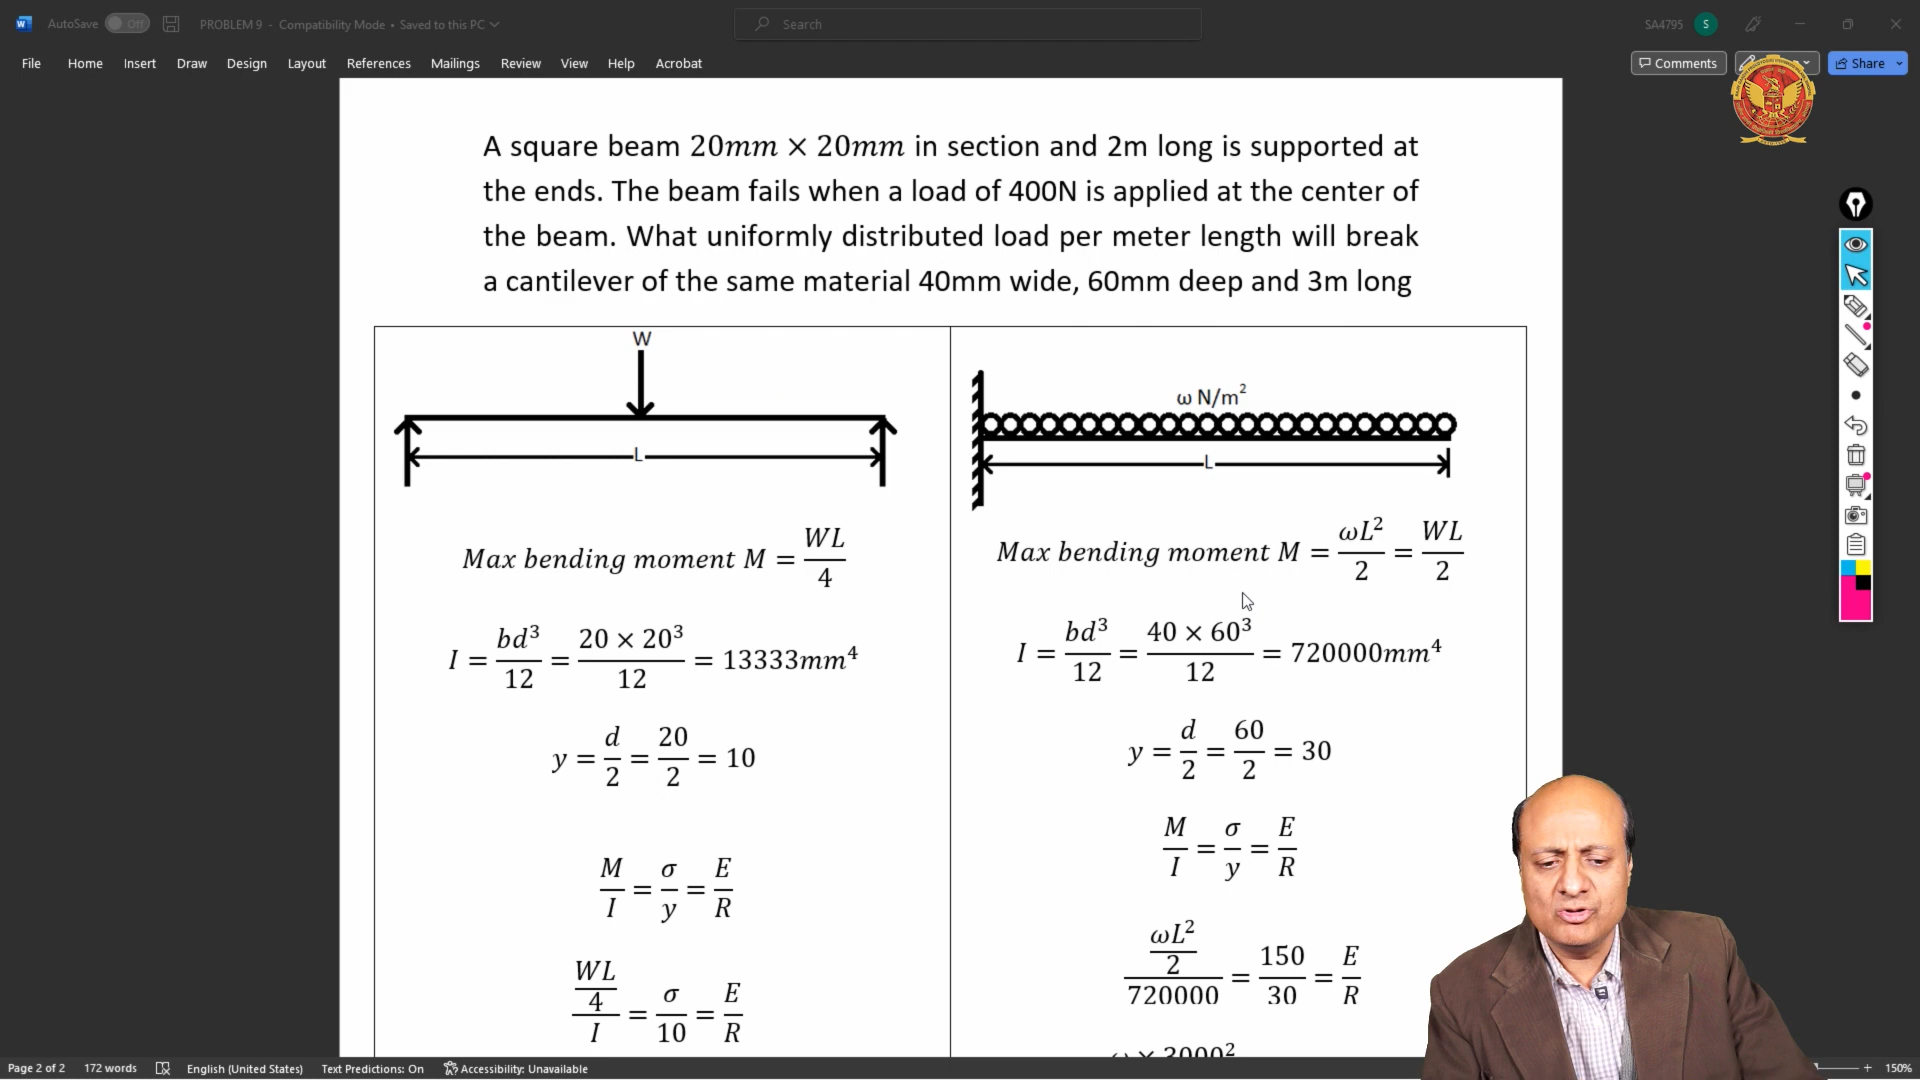 AutoSave Off PROBLEM 9 - Compatibility Mode • Saved to this PC Search SA4795 S
File Home Insert Draw Design Layout References Mailings Review View Help Acrobat Comments Share
A square beam 20mm × 20mm in section and 2m long is supported at
the ends. The beam fails when a load of 400N is applied at the center of
the beam. What uniformly distributed load per meter length will break
a cantilever of the same material 40mm wide, 60mm deep and 3m long
W
L
Max bending moment M = WL/4
I = bd³/12 = 20 × 20³/12 = 13333mm⁴
y = d/2 = 20/2 = 10
M/I = σ/y = E/R
(WL/4)/I = σ/10 = E/R
ω N/m²
L
Max bending moment M = ωL²/2 = WL/2
I = bd³/12 = 40 × 60³/12 = 720000mm⁴
y = d/2 = 60/2 = 30
M/I = σ/y = E/R
(ωL²/2)/720000 = 150/30 = E/R
ω × 3000²
Page 2 of 2 172 words English (United States) Text Predictions: On Accessibility: Unavailable + 150%